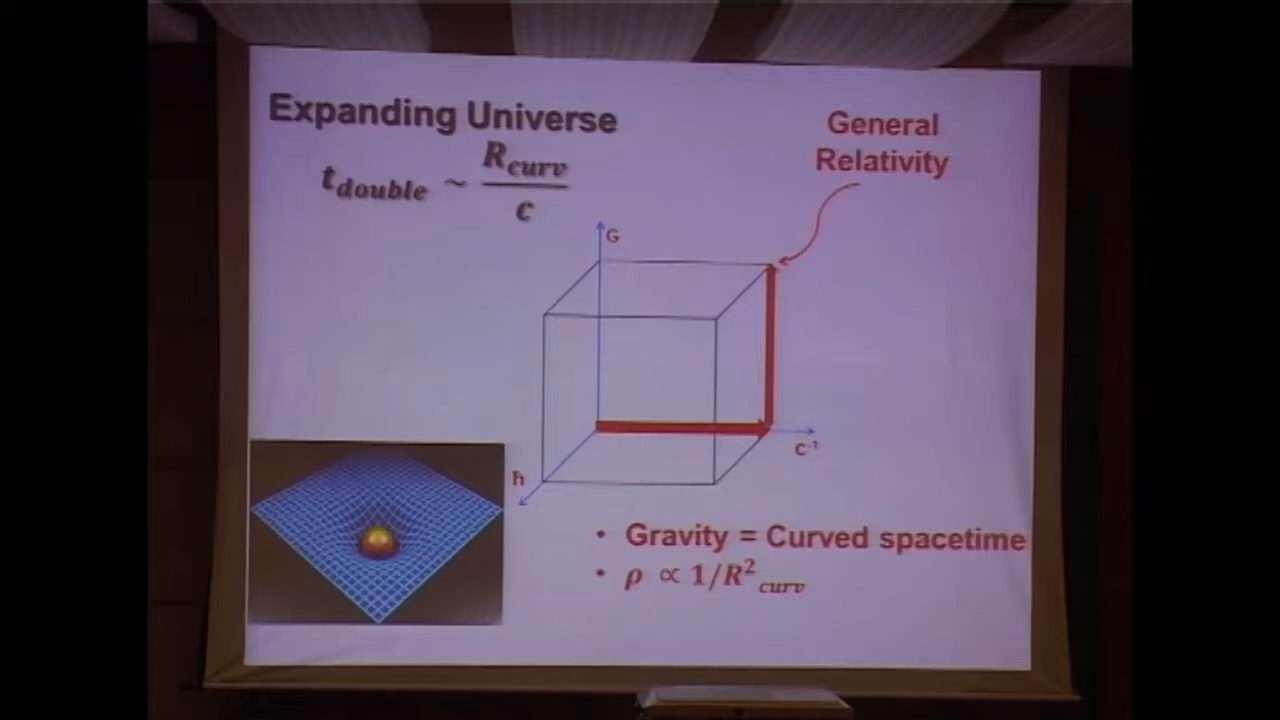 Expanding Universe
t_double ~ R_curv / c
General
Relativity
G
C⁻¹
ħ
• Gravity = Curved spacetime
• ρ ∝ 1/R²_curv